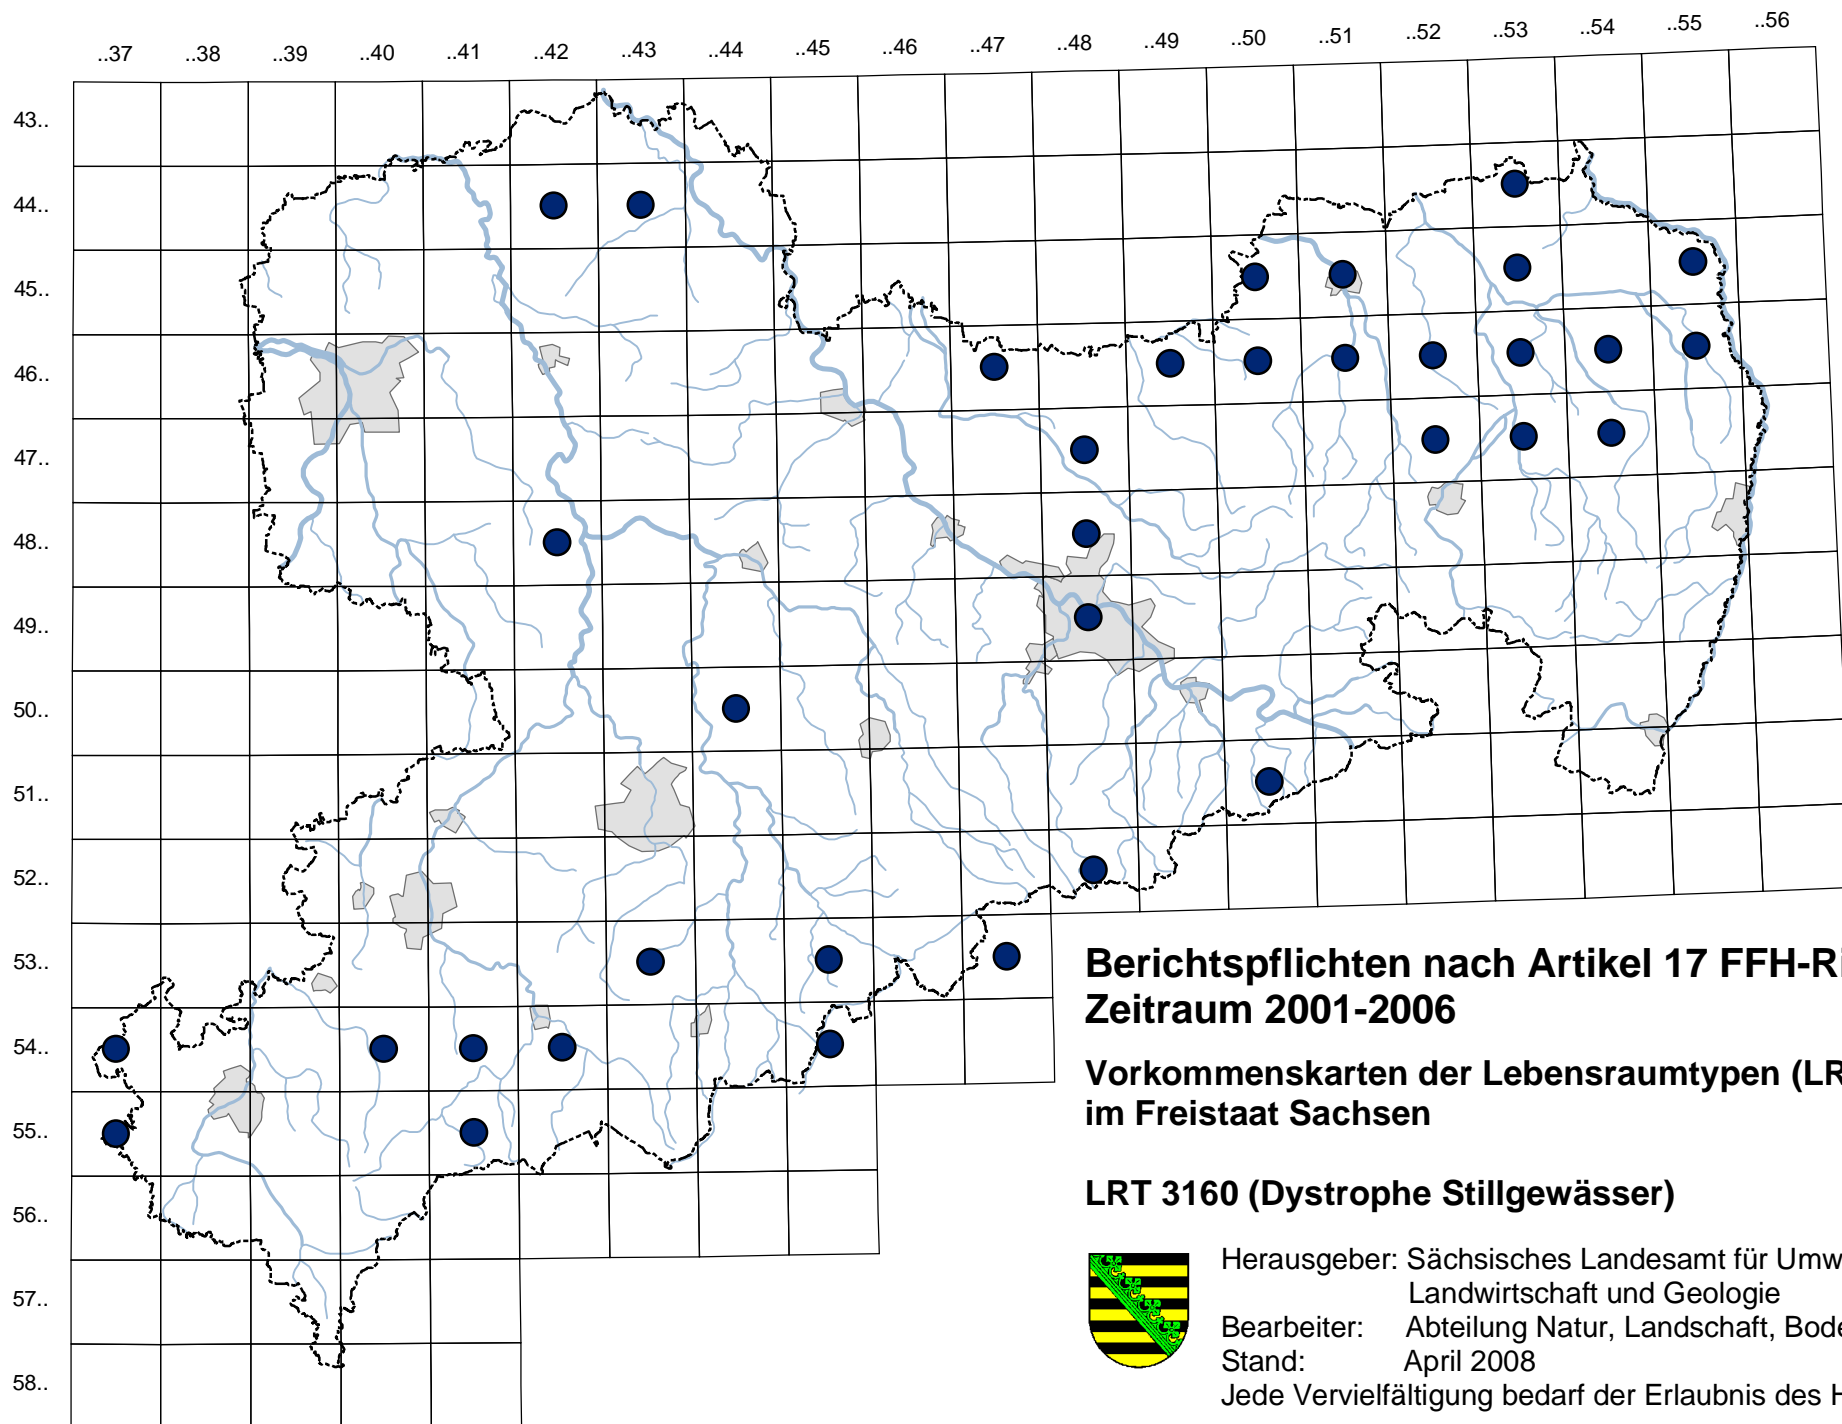 ..37 ..38 ..39 ..40 ..41 ..42 ..43 ..44 ..45 ..46 ..47 ..48 ..49 ..50 ..51 ..52 ..53 ..54 ..55 ..56
43..
44..
45..
46..
47..
48..
49..
50..
51..
52..
53..
54..
55..
56..
57..
58..
Berichtspflichten nach Artikel 17 FFH-Ri
Zeitraum 2001-2006
Vorkommenskarten der Lebensraumtypen (LR
im Freistaat Sachsen
LRT 3160 (Dystrophe Stillgewässer)
Herausgeber: Sächsisches Landesamt für Umw
Landwirtschaft und Geologie
Bearbeiter: Abteilung Natur, Landschaft, Bode
Stand: April 2008
Jede Vervielfältigung bedarf der Erlaubnis des H